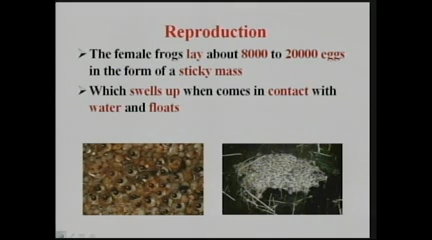 Reproduction
The female frogs lay about 8000 to 20000 eggs
in the form of a sticky mass
Which swells up when comes in contact with
water and floats